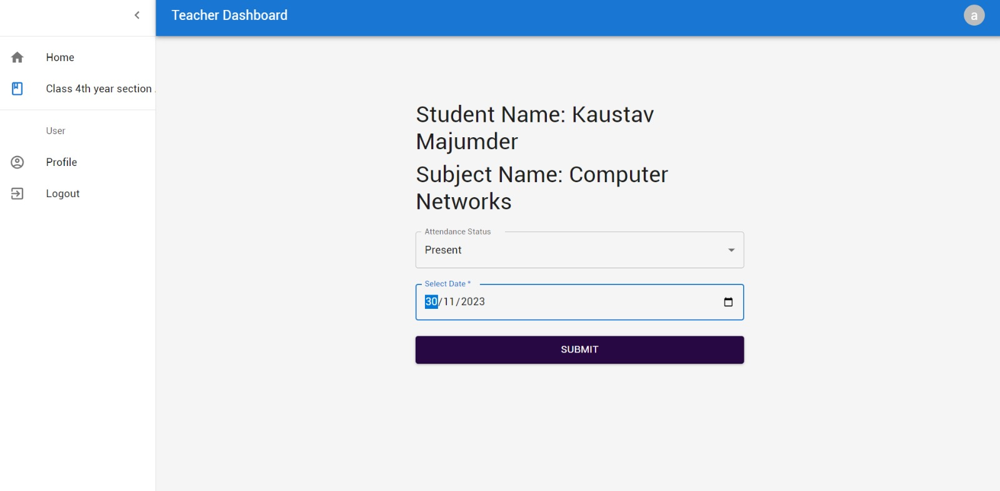 Teacher Dashboard
a
Home
Class 4th year section
User
Profile
Logout
Student Name: Kaustav
Majumder
Subject Name: Computer
Networks
Attendance Status
Present
Select Date *
30/11/2023
SUBMIT